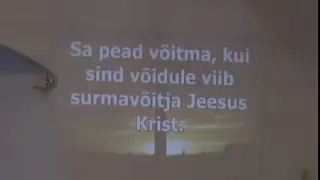 Sa pead võitma, kui
sind võidule viib
surmavõitja Jeesus
Krist.